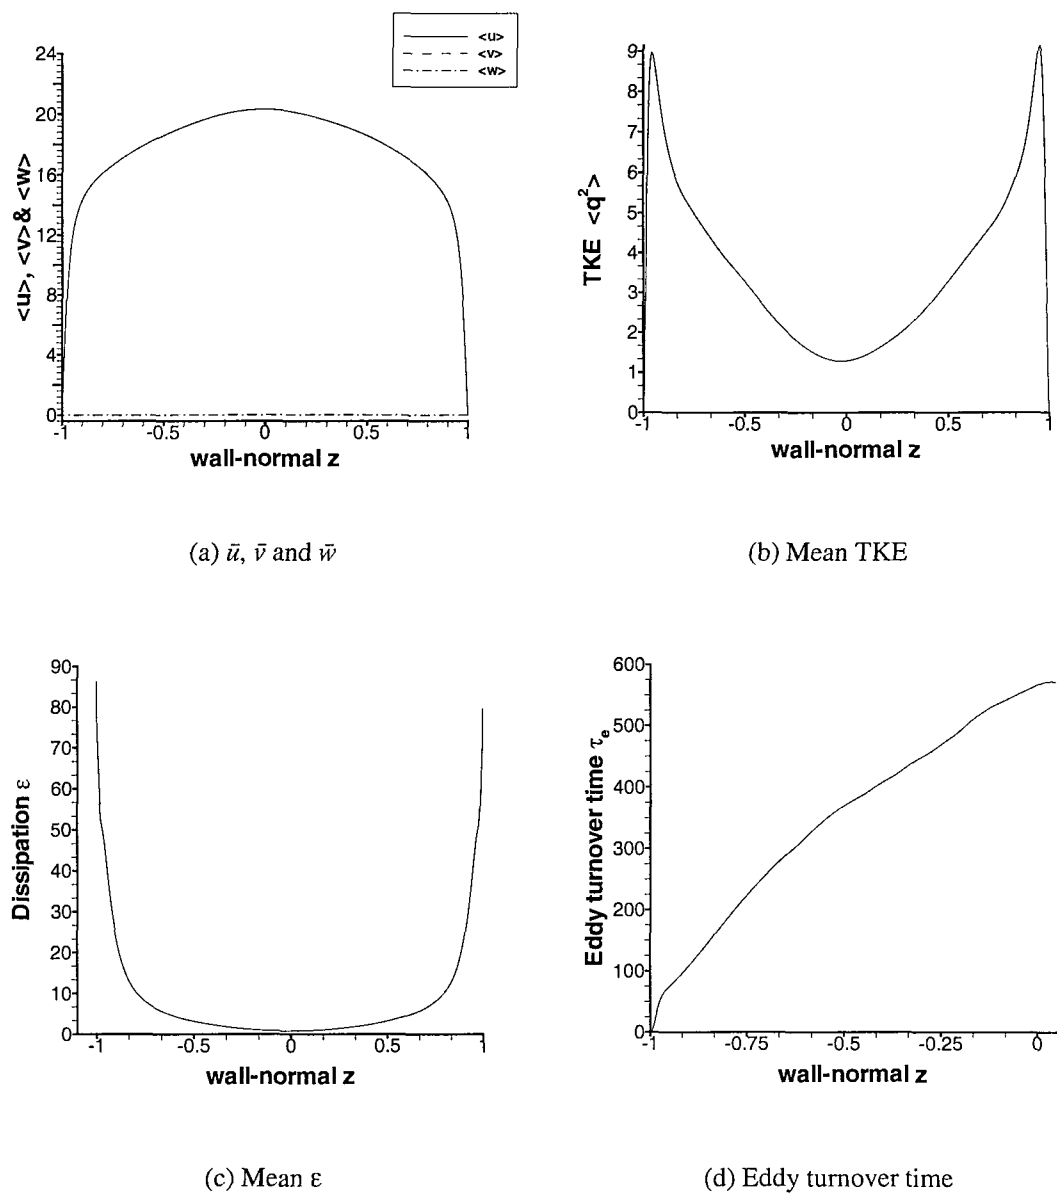 <u>
<v>
<w>
24
20
16
12
8
4
0
<u>, <v> & <w>
-1 -0.5 0 0.5 1
wall-normal z
(a) ū, v̄ and w̄
9
8
7
6
5
4
3
2
1
0
TKE <q²>
-1 -0.5 0 0.5 1
wall-normal z
(b) Mean TKE
90
80
70
60
50
40
30
20
10
0
Dissipation ε
-1 -0.5 0 0.5 1
wall-normal z
(c) Mean ε
600
500
400
300
200
100
0
Eddy turnover time τₑ
-1 -0.75 -0.5 -0.25 0
wall-normal z
(d) Eddy turnover time